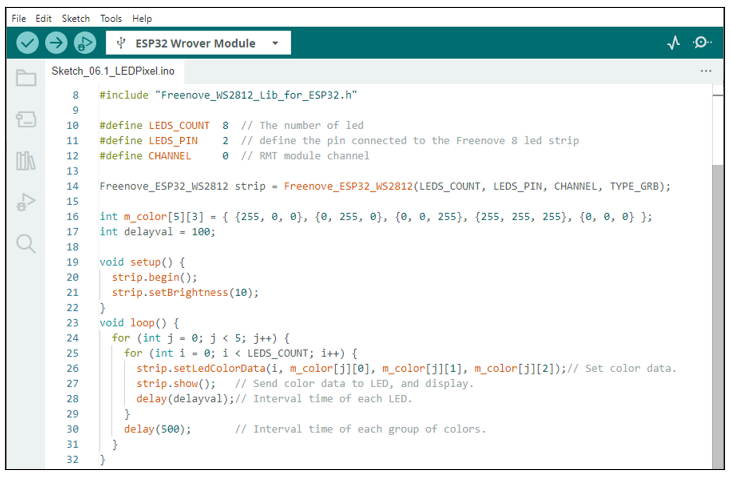 File Edit Sketch Tools Help
ESP32 Wrover Module
Sketch_06.1_LEDPixel.ino
8 #include "Freenove_WS2812_Lib_for_ESP32.h"
9
10 #define LEDS_COUNT 8 // The number of led
11 #define LEDS_PIN 2 // define the pin connected to the Freenove 8 led strip
12 #define CHANNEL 0 // RMT module channel
13
14 Freenove_ESP32_WS2812 strip = Freenove_ESP32_WS2812(LEDS_COUNT, LEDS_PIN, CHANNEL, TYPE_GRB);
15
16 int m_color[5][3] = { {255, 0, 0}, {0, 255, 0}, {0, 0, 255}, {255, 255, 255}, {0, 0, 0} };
17 int delayval = 100;
18
19 void setup() {
20 strip.begin();
21 strip.setBrightness(10);
22 }
23 void loop() {
24 for (int j = 0; j < 5; j++) {
25 for (int i = 0; i < LEDS_COUNT; i++) {
26 strip.setLedColorData(i, m_color[j][0], m_color[j][1], m_color[j][2]);// Set color data.
27 strip.show(); // Send color data to LED, and display.
28 delay(delayval);// Interval time of each LED.
29 }
30 delay(500); // Interval time of each group of colors.
31 }
32 }